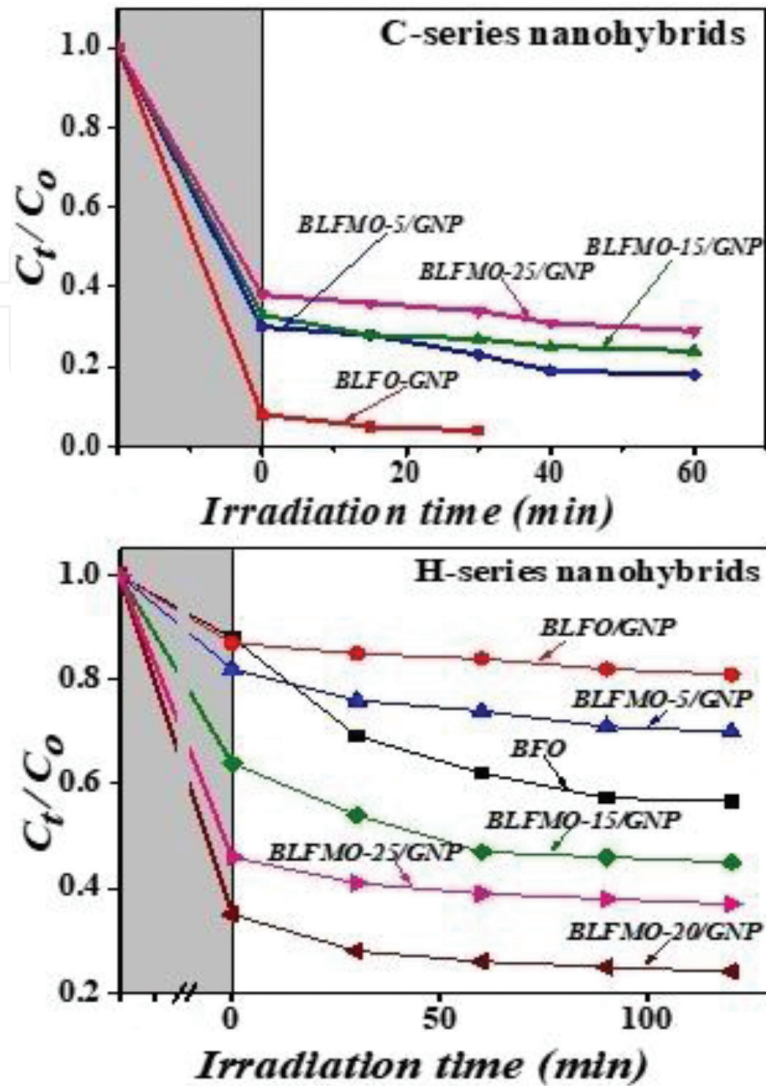 C-series nanohybrids
1.0
0.8
0.6
0.4
0.2
0.0
Ct/Co
BLFMO-5/GNP
BLFMO-15/GNP
BLFMO-25/GNP
BLFO-GNP
0 20 40 60
Irradiation time (min)
H-series nanohybrids
1.0
0.8
0.6
0.4
0.2
Ct/Co
BLFO/GNP
BLFMO-5/GNP
BFO
BLFMO-15/GNP
BLFMO-25/GNP
BLFMO-20/GNP
0 50 100
Irradiation time (min)